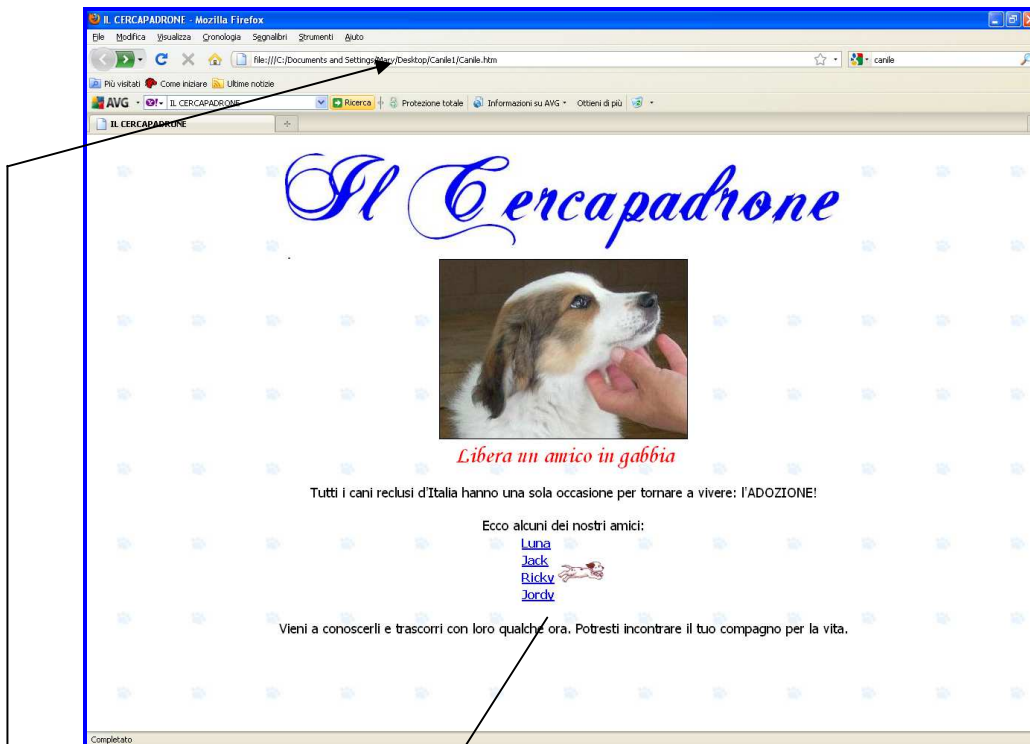 IL CERCAPADRONE - Mozilla Firefox
File Modifica Visualizza Cronologia Segnalibri Strumenti Aiuto
file:///C:/Documents and Settings/Mary/Desktop/Canile1/Canile.htm canile
Più visitati Come iniziare Ultime notizie
AVG IL CERCAPADRONE Ricerca Protezione totale Informazioni su AVG Ottieni di più
IL CERCAPADRONE
Il Cercapadrone
Libera un amico in gabbia
Tutti i cani reclusi d'Italia hanno una sola occasione per tornare a vivere: l'ADOZIONE!
Ecco alcuni dei nostri amici:
Luna
Jack
Ricky
Jordy
Vieni a conoscerli e trascorri con loro qualche ora. Potresti incontrare il tuo compagno per la vita.
Completato